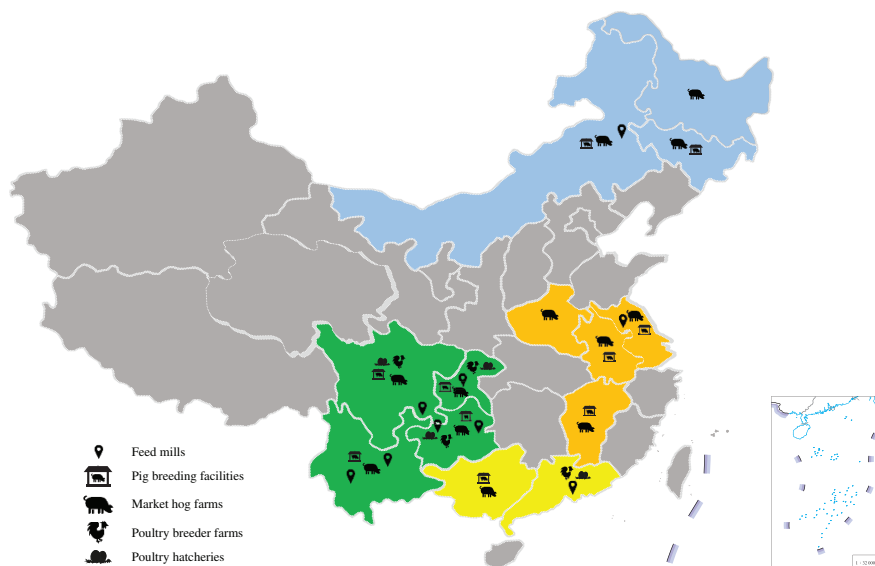 Feed mills
Pig breeding facilities
Market hog farms
Poultry breeder farms
Poultry hatcheries